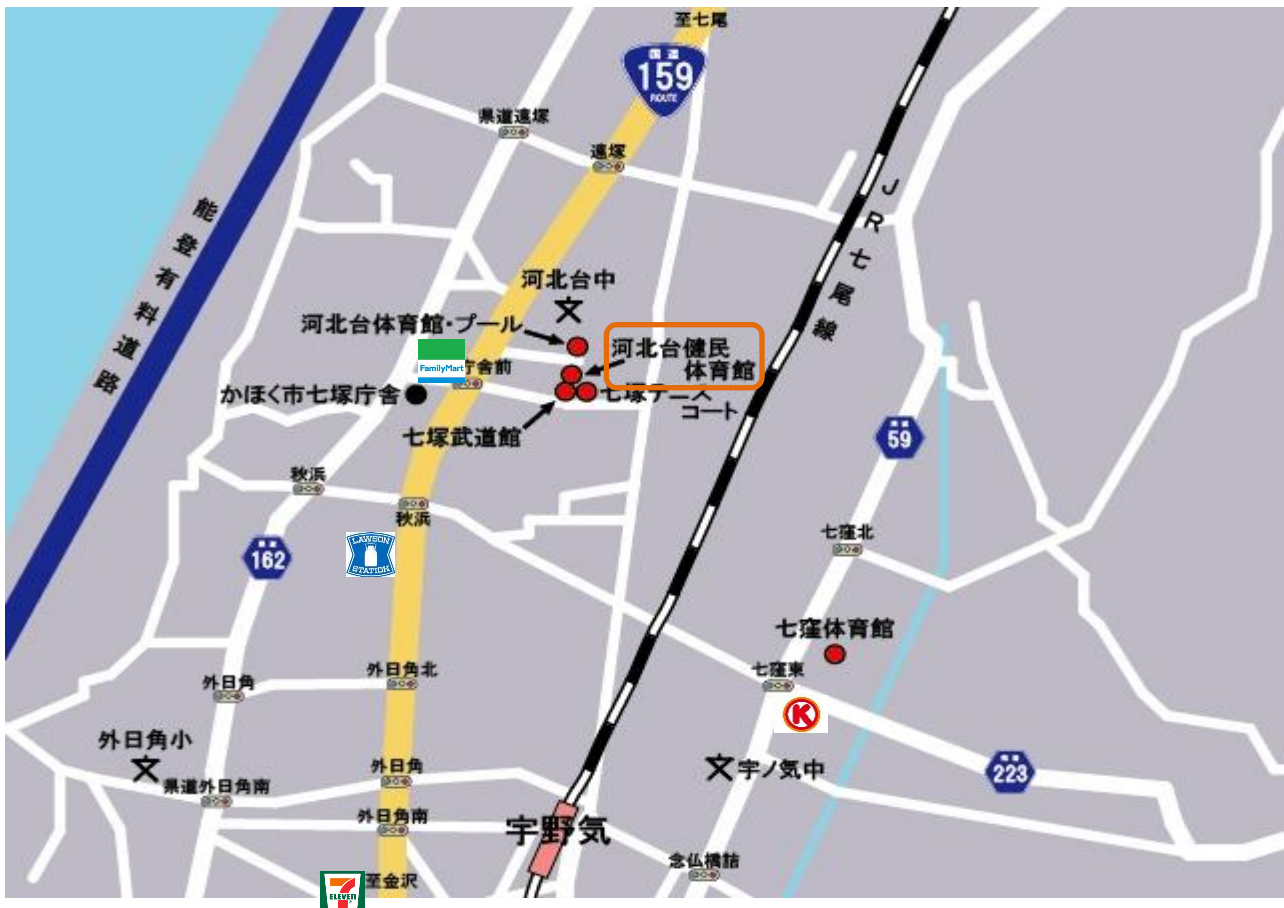 至七尾
国道
159
ROUTE
県道遠塚
遠塚
JR七尾線
能登有料道路
河北台中
河北台体育館・プール
河北台健民
体育館
FamilyMart
庁舎前
かほく市七塚庁舎
七塚テニス
コート
七塚武道館
59
秋浜
秋浜
LAWSON
STATION
162
七窪北
七窪体育館
外日角北
七窪東
外日角
K
外日角小
宇ノ気中
外日角
県道外日角南
223
外日角南
宇野気
念仏橋詰
至金沢
7
ELEVEN